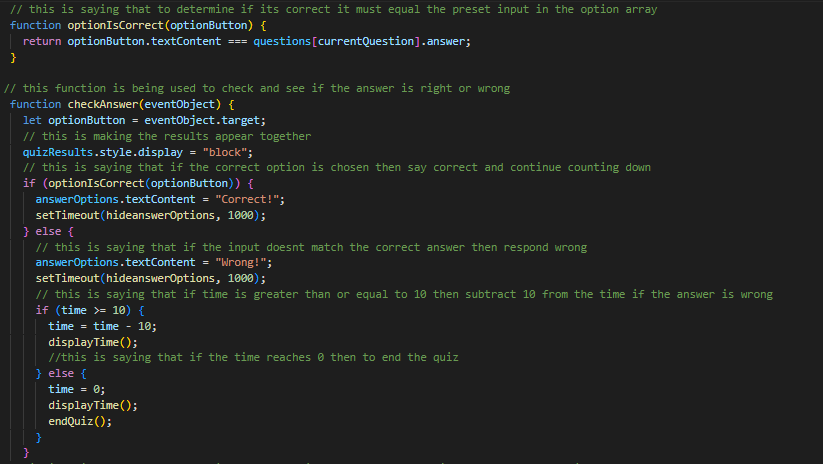 // this is saying that to determine if its correct it must equal the preset input in the option array
function optionIsCorrect(optionButton) {
return optionButton.textContent === questions[currentQuestion].answer;
}
// this function is being used to check and see if the answer is right or wrong
function checkAnswer(eventObject) {
let optionButton = eventObject.target;
// this is making the results appear together
quizResults.style.display = "block";
// this is saying that if the correct option is chosen then say correct and continue counting down
if (optionIsCorrect(optionButton)) {
answerOptions.textContent = "Correct!";
setTimeout(hideanswerOptions, 1000);
} else {
// this is saying that if the input doesnt match the correct answer then respond wrong
answerOptions.textContent = "Wrong!";
setTimeout(hideanswerOptions, 1000);
// this is saying that if time is greater than or equal to 10 then subtract 10 from the time if the answer is wrong
if (time >= 10) {
time = time - 10;
displayTime();
//this is saying that if the time reaches 0 then to end the quiz
} else {
time = 0;
displayTime();
endQuiz();
}
}